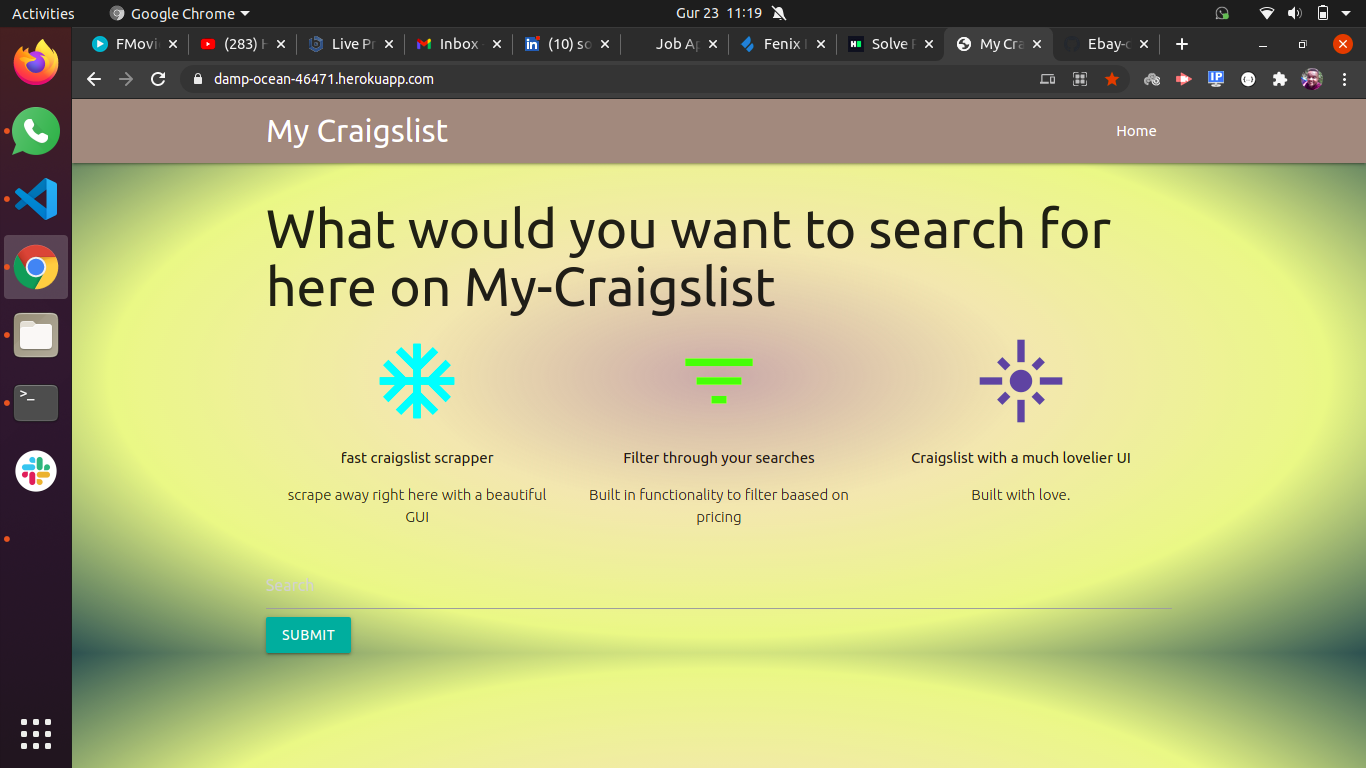 Activities Google Chrome Gur 23 11:19
FMovi (283) H Live Pr Inbox (10) so Job Ap Fenix Solve P My Cra Ebay-c
damp-ocean-46471.herokuapp.com
My Craigslist Home
What would you want to search for
here on My-Craigslist
fast craigslist scrapper
scrape away right here with a beautiful
GUI
Filter through your searches
Built in functionality to filter baased on
pricing
Craigslist with a much lovelier UI
Built with love.
Search
SUBMIT